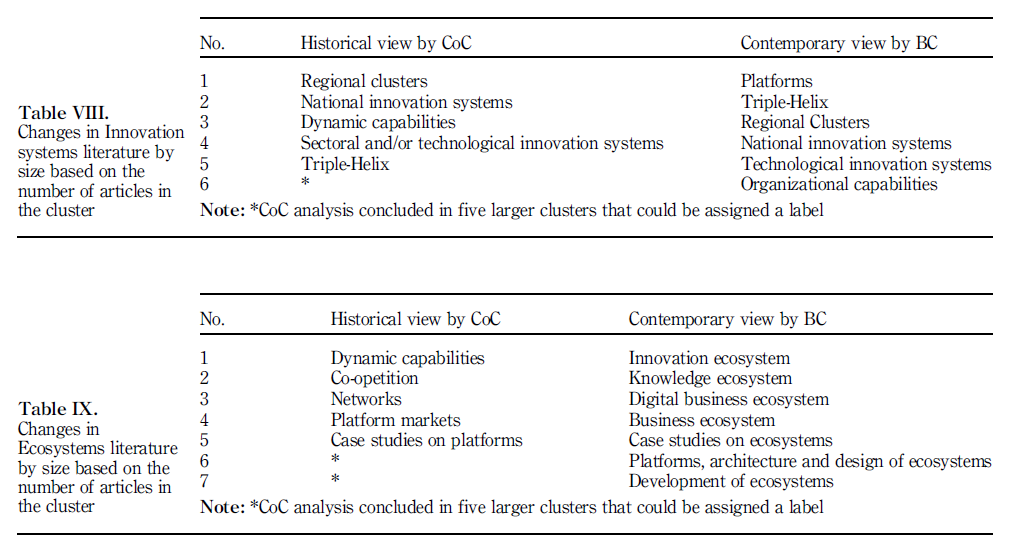 Table VIII.
Changes in Innovation
systems literature by
size based on the
number of articles in
the cluster
No. Historical view by CoC Contemporary view by BC
1 Regional clusters Platforms
2 National innovation systems Triple-Helix
3 Dynamic capabilities Regional Clusters
4 Sectoral and/or technological innovation systems National innovation systems
5 Triple-Helix Technological innovation systems
6 * Organizational capabilities
Note: *CoC analysis concluded in five larger clusters that could be assigned a label
Table IX.
Changes in
Ecosystems literature
by size based on the
number of articles in
the cluster
No. Historical view by CoC Contemporary view by BC
1 Dynamic capabilities Innovation ecosystem
2 Co-opetition Knowledge ecosystem
3 Networks Digital business ecosystem
4 Platform markets Business ecosystem
5 Case studies on platforms Case studies on ecosystems
6 * Platforms, architecture and design of ecosystems
7 * Development of ecosystems
Note: *CoC analysis concluded in five larger clusters that could be assigned a label